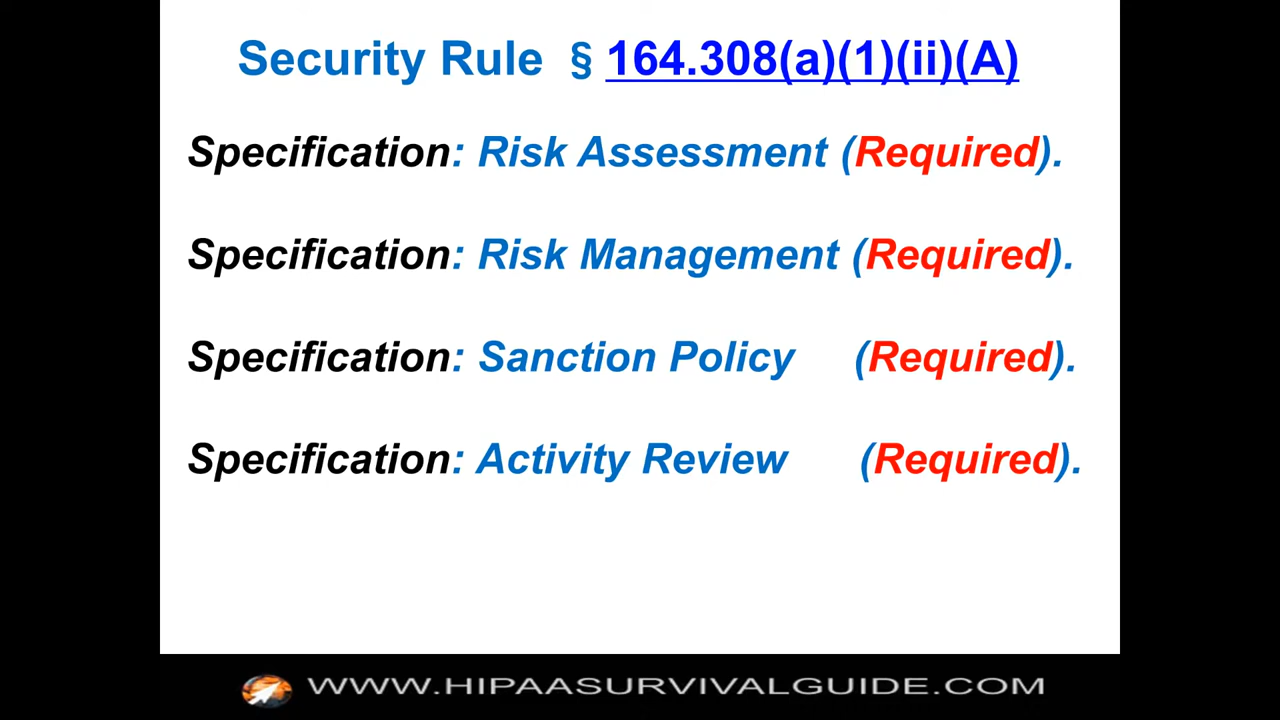 Security Rule § 164.308(a)(1)(ii)(A)
Specification: Risk Assessment (Required).
Specification: Risk Management (Required).
Specification: Sanction Policy (Required).
Specification: Activity Review (Required).
WWW.HIPAASURVIVALGUIDE.COM